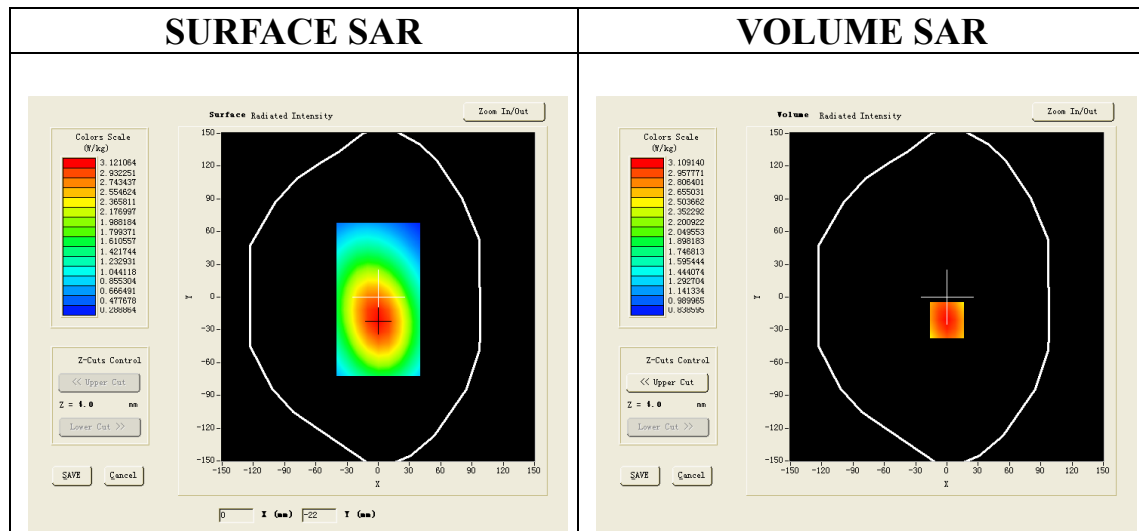 SURFACE SAR
VOLUME SAR
Surface Radiated Intensity
Zoom In/Out
Colors Scale
(W/kg)
3.121064
2.932251
2.743437
2.554624
2.365811
2.176997
1.988184
1.799371
1.610557
1.421744
1.232931
1.044118
0.855304
0.666491
0.477678
0.288864
Z-Cuts Control
<< Upper Cut
Z = 4.0 mm
Lower Cut >>
SAVE
Cancel
150
120
90
60
30
0
-30
-60
-90
-120
-150
Y
-150 -120 -90 -60 -30 0 30 60 90 120 150
X
0 X (mm) -22 Y (mm)
Volume Radiated Intensity
Zoom In/Out
Colors Scale
(W/kg)
3.109140
2.957771
2.806401
2.655031
2.503662
2.352292
2.200922
2.049553
1.898183
1.746813
1.595444
1.444074
1.292704
1.141334
0.989965
0.838595
Z-Cuts Control
<< Upper Cut
Z = 4.0 mm
Lower Cut >>
SAVE
Cancel
150
120
90
60
30
0
-30
-60
-90
-120
-150
Y
-150 -120 -90 -60 -30 0 30 60 90 120 150
X